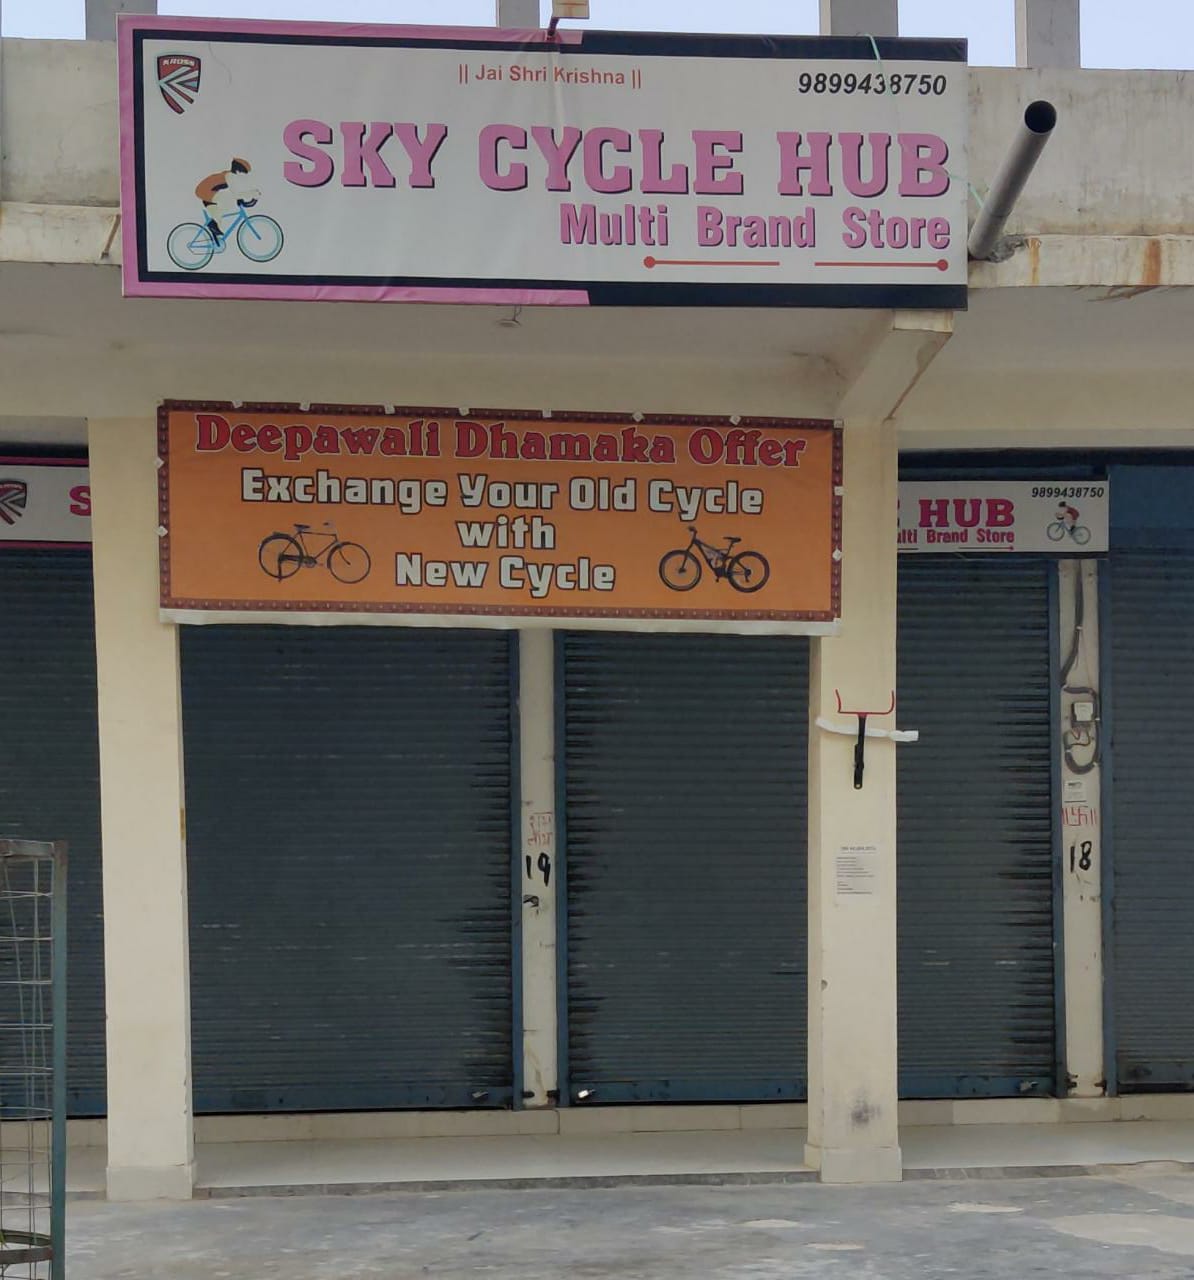 KROSS
|| Jai Shri Krishna ||
9899438750
SKY CYCLE HUB
Multi Brand Store
Deepawali Dhamaka Offer
Exchange Your Old Cycle
with
New Cycle
S
HUB
9899438750
Brand Store
शुभ
लाभ
19
18